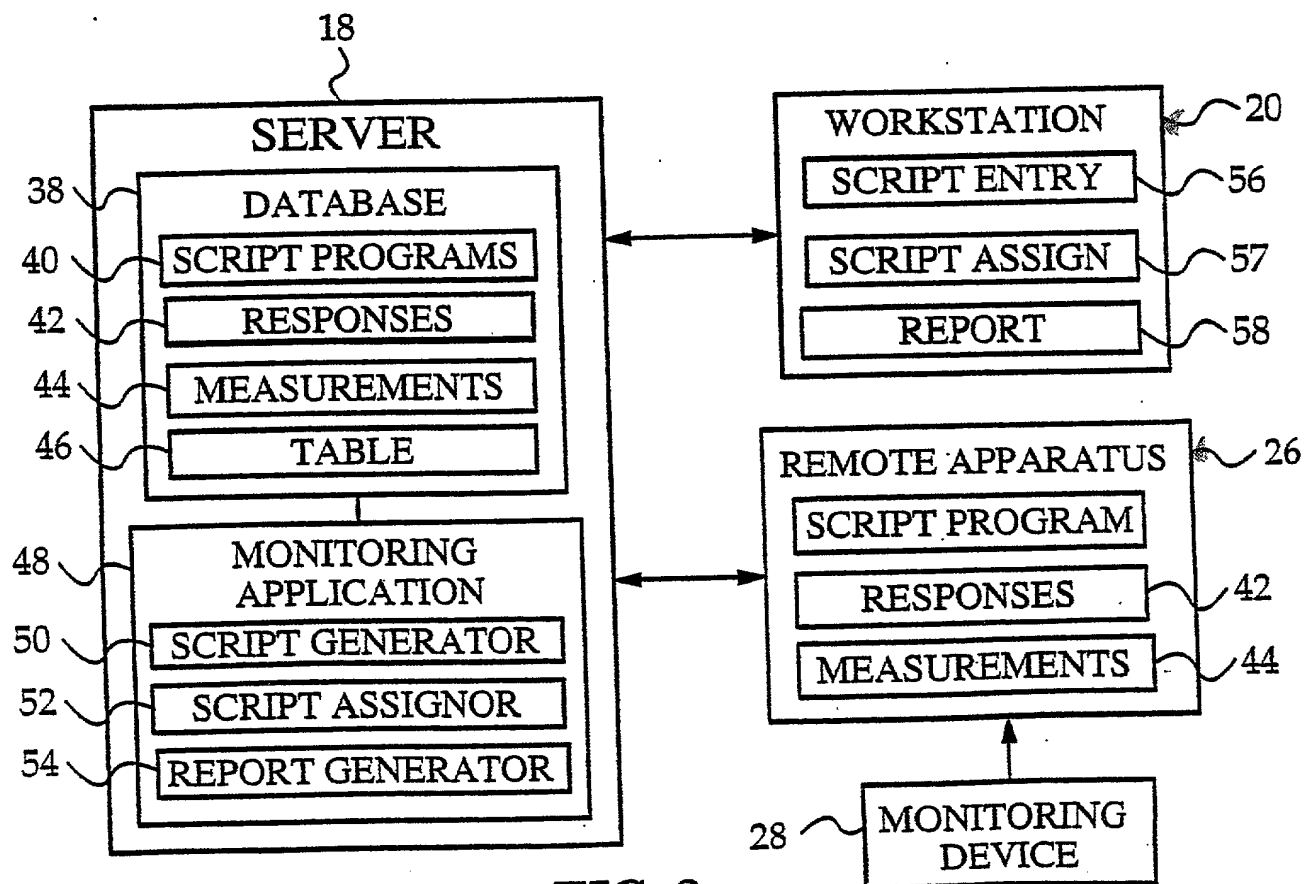 18
SERVER
38
DATABASE
40
SCRIPT PROGRAMS
42
RESPONSES
44
MEASUREMENTS
46
TABLE
48
MONITORING
APPLICATION
50
SCRIPT GENERATOR
52
SCRIPT ASSIGNOR
54
REPORT GENERATOR
WORKSTATION
20
SCRIPT ENTRY
56
SCRIPT ASSIGN
57
REPORT
58
REMOTE APPARATUS
26
SCRIPT PROGRAM
RESPONSES
42
MEASUREMENTS
44
28
MONITORING
DEVICE